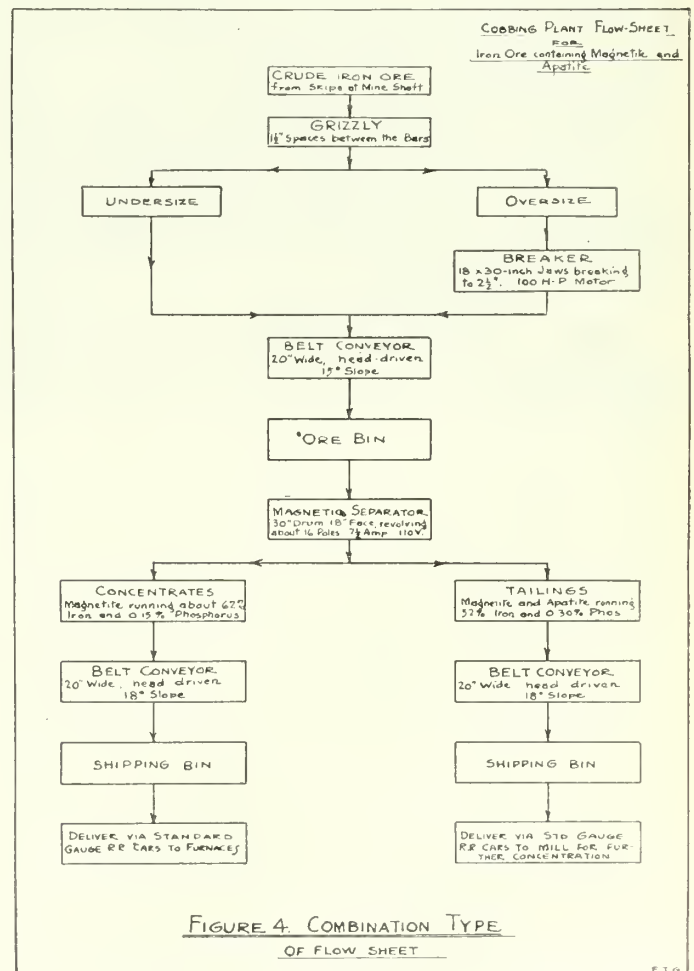 COBBING PLANT FLOW-SHEET
FOR
Iron Ore containing Magnetik and
Apatite
CRUDE IRON ORE
from Skips at Mine Shaft
GRIZZLY
1½" Spaces between the Bars
UNDERSIZE
OVERSIZE
BREAKER
18 x 30-inch Jaws breaking
to 2½". 100 H-P Motor
BELT CONVEYOR
20" Wide, head-driven
15° Slope
ORE BIN
MAGNETIC SEPARATOR
30" Drum 18" Face, revolving
about 16 Poles 7½ Amp 110V.
CONCENTRATES
Magnetite running about 62%
Iron and 0.15% Phosphorus
TAILINGS
Magnetite and Apatite running
52% Iron and 0.30% Phos
BELT CONVEYOR
20" Wide, head driven
18° Slope
BELT CONVEYOR
20" Wide head driven
18° Slope
SHIPPING BIN
SHIPPING BIN
DELIVER VIA STANDARD
GAUGE RR CARS TO FURNACES
DELIVER VIA STD GAUGE
RR CARS TO MILL FOR FUR-
THER CONCENTRATION
FIGURE 4. COMBINATION TYPE
OF FLOW SHEET